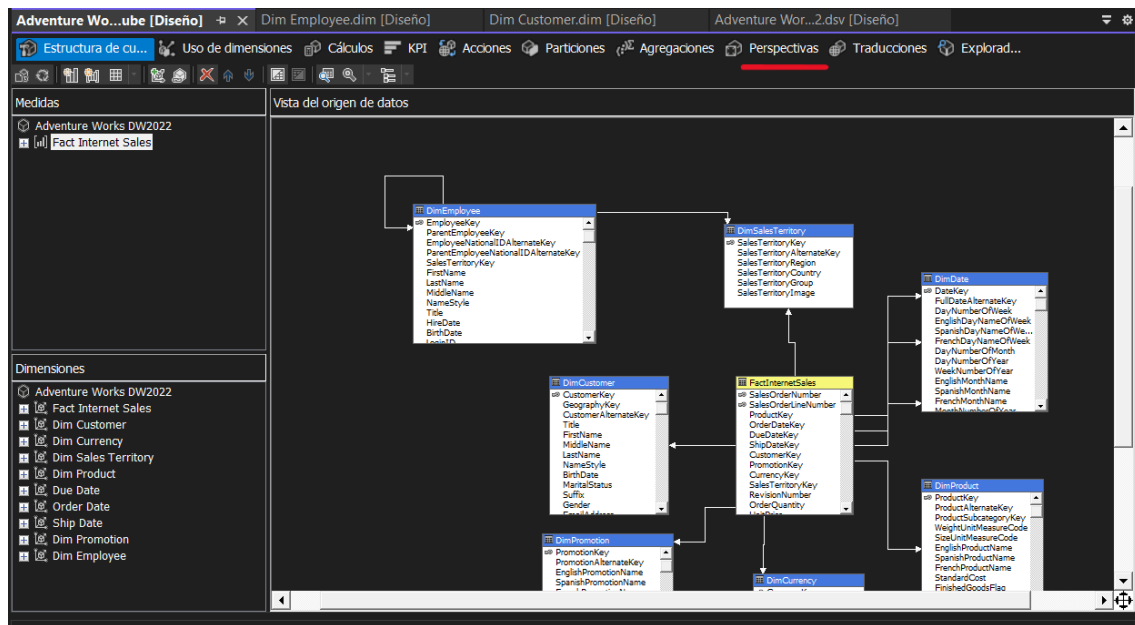 Adventure Wo...ube [Diseño]
Dim Employee.dim [Diseño]
Dim Customer.dim [Diseño]
Adventure Wor...2.dsv [Diseño]
Estructura de cu...
Uso de dimensiones
Cálculos
KPI
Acciones
Particiones
Agregaciones
Perspectivas
Traducciones
Explorad...
Medidas
Adventure Works DW2022
Fact Internet Sales
Dimensiones
Adventure Works DW2022
Fact Internet Sales
Dim Customer
Dim Currency
Dim Sales Territory
Dim Product
Due Date
Order Date
Ship Date
Dim Promotion
Dim Employee
Vista del origen de datos
DimEmployee
EmployeeKey
ParentEmployeeKey
EmployeeNationalIDAlternateKey
ParentEmployeeNationalIDAlternateKey
SalesTerritoryKey
FirstName
LastName
MiddleName
NameStyle
Title
HireDate
BirthDate
LoginID
DimSalesTerritory
SalesTerritoryKey
SalesTerritoryAlternateKey
SalesTerritoryRegion
SalesTerritoryCountry
SalesTerritoryGroup
SalesTerritoryImage
DimDate
DateKey
FullDateAlternateKey
DayNumberOfWeek
EnglishDayNameOfWeek
SpanishDayNameOfWe...
FrenchDayNameOfWeek
DayNumberOfMonth
DayNumberOfYear
WeekNumberOfYear
EnglishMonthName
SpanishMonthName
FrenchMonthName
MonthNumberOfYear
DimCustomer
CustomerKey
GeographyKey
CustomerAlternateKey
Title
FirstName
MiddleName
LastName
NameStyle
BirthDate
MaritalStatus
Suffix
Gender
EmailAddress
FactInternetSales
SalesOrderNumber
SalesOrderLineNumber
ProductKey
OrderDateKey
DueDateKey
ShipDateKey
CustomerKey
PromotionKey
CurrencyKey
SalesTerritoryKey
RevisionNumber
OrderQuantity
UnitPrice
DimProduct
ProductKey
ProductAlternateKey
ProductSubcategoryKey
WeightUnitMeasureCode
SizeUnitMeasureCode
EnglishProductName
SpanishProductName
FrenchProductName
StandardCost
FinishedGoodsFlag
DimPromotion
PromotionKey
PromotionAlternateKey
EnglishPromotionName
SpanishPromotionName
DimCurrency